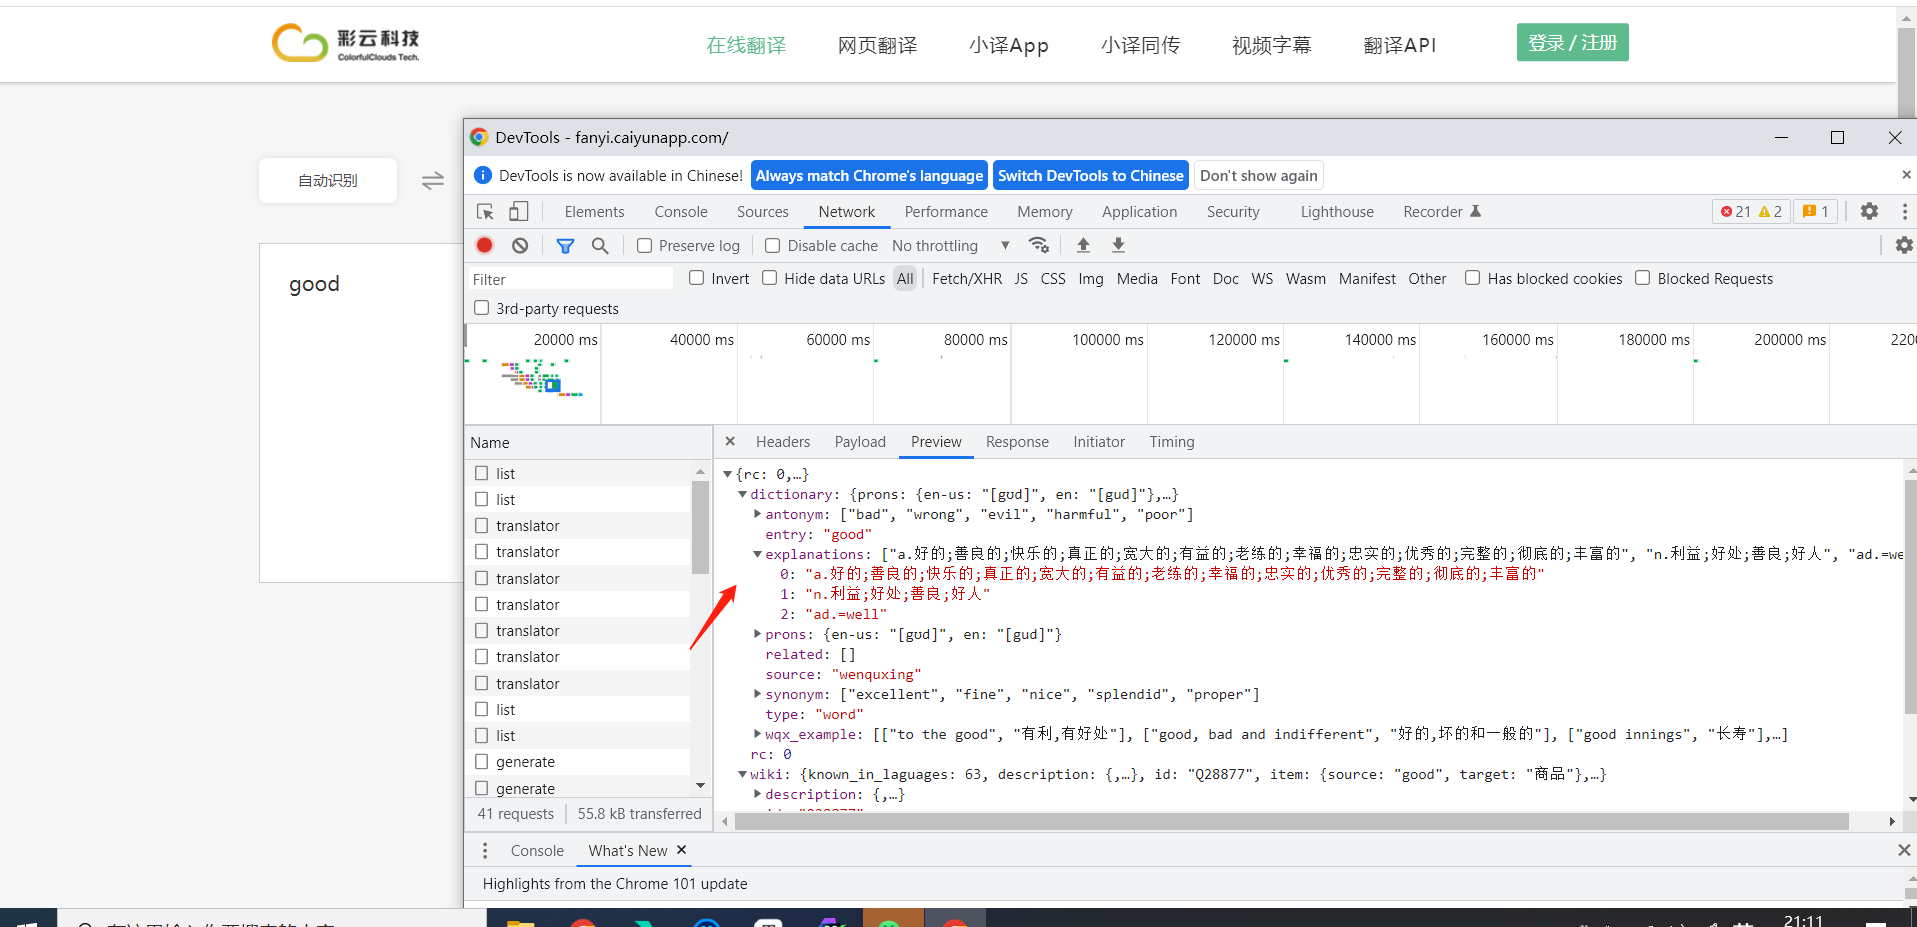 彩云科技
ColorfulClouds Tech.
在线翻译 网页翻译 小译App 小译同传 视频字幕 翻译API 登录 / 注册
自动识别
good
DevTools - fanyi.caiyunapp.com/
DevTools is now available in Chinese! Always match Chrome's language Switch DevTools to Chinese Don't show again
Elements Console Sources Network Performance Memory Application Security Lighthouse Recorder 21 2 1
Preserve log Disable cache No throttling
Filter Invert Hide data URLs All Fetch/XHR JS CSS Img Media Font Doc WS Wasm Manifest Other Has blocked cookies Blocked Requests
3rd-party requests
20000 ms 40000 ms 60000 ms 80000 ms 100000 ms 120000 ms 140000 ms 160000 ms 180000 ms 200000 ms 220
Name
list
list
translator
translator
translator
translator
translator
translator
translator
list
list
generate
generate
41 requests 55.8 kB transferred
Headers Payload Preview Response Initiator Timing
{rc: 0,…}
dictionary: {prons: {en-us: "[gʊd]", en: "[gud]"},…}
antonym: ["bad", "wrong", "evil", "harmful", "poor"]
entry: "good"
explanations: ["a.好的;善良的;快乐的;真正的;宽大的;有益的;老练的;幸福的;忠实的;优秀的;完整的;彻底的;丰富的", "n.利益;好处;善良;好人", "ad.=we
0: "a.好的;善良的;快乐的;真正的;宽大的;有益的;老练的;幸福的;忠实的;优秀的;完整的;彻底的;丰富的"
1: "n.利益;好处;善良;好人"
2: "ad.=well"
prons: {en-us: "[gʊd]", en: "[gud]"}
related: []
source: "wenquxing"
synonym: ["excellent", "fine", "nice", "splendid", "proper"]
type: "word"
wqx_example: [["to the good", "有利,有好处"], ["good, bad and indifferent", "好的,坏的和一般的"], ["good innings", "长寿"],…]
rc: 0
wiki: {known_in_laguages: 63, description: {,…}, id: "Q28877", item: {source: "good", target: "商品"},…}
description: {,…}
Console What's New
Highlights from the Chrome 101 update
21:11